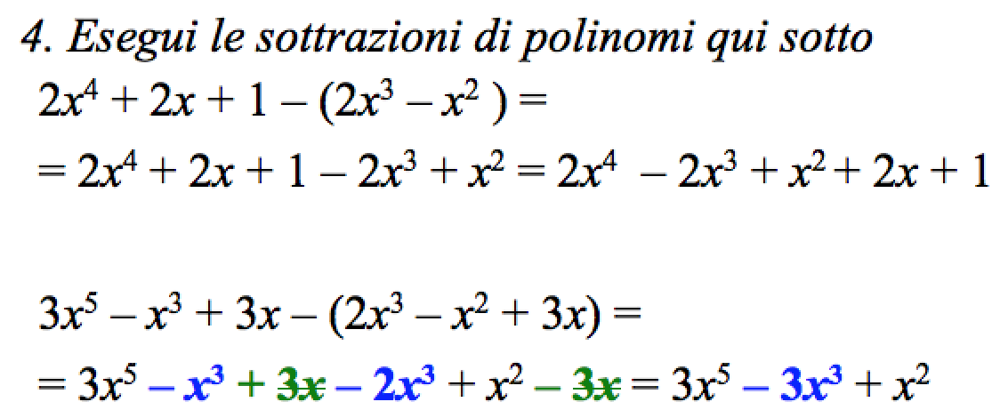 4. Esegui le sottrazioni di polinomi qui sotto
2x⁴ + 2x + 1 – (2x³ – x² ) =
= 2x⁴ + 2x + 1 – 2x³ + x² = 2x⁴ – 2x³ + x² + 2x + 1
3x⁵ – x³ + 3x – (2x³ – x² + 3x) =
= 3x⁵ – x³ + 3x – 2x³ + x² – 3x = 3x⁵ – 3x³ + x²